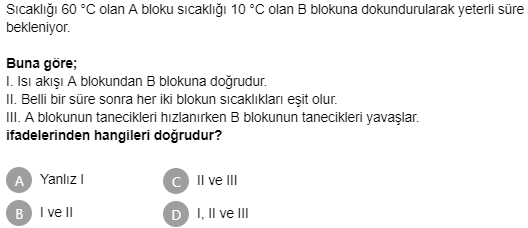 Sıcaklığı 60 °C olan A bloku sıcaklığı 10 °C olan B blokuna dokundurularak yeterli süre
bekleniyor.
Buna göre;
I. Isı akışı A blokundan B blokuna doğrudur.
II. Belli bir süre sonra her iki blokun sıcaklıkları eşit olur.
III. A blokunun tanecikleri hızlanırken B blokunun tanecikleri yavaşlar.
ifadelerinden hangileri doğrudur?
A Yanlız I
B I ve II
C II ve III
D I, II ve III